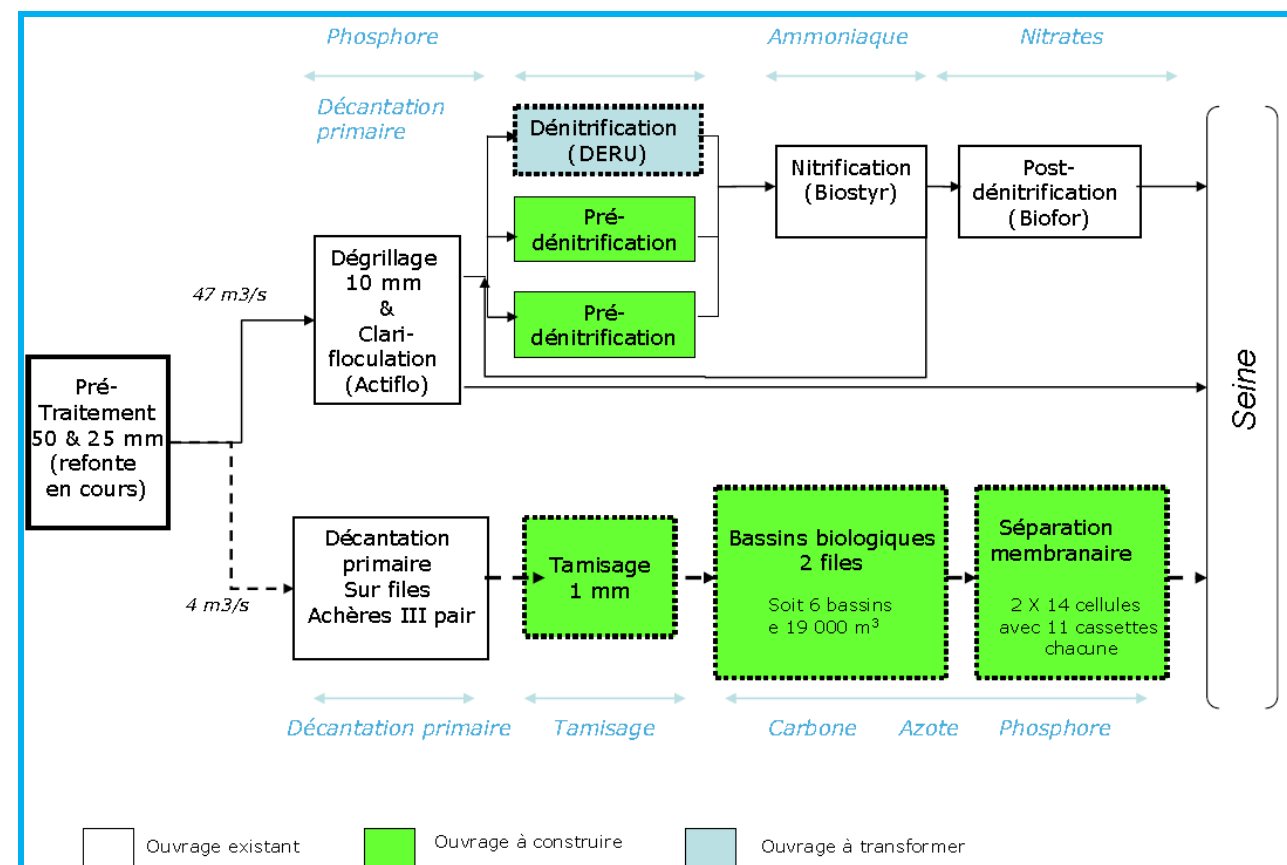 Phosphore
Ammoniaque
Nitrates
Décantation
primaire
Dénitrification
(DERU)
Nitrification
(Biostyr)
Post-
dénitrification
(Biofor)
Pré-
dénitrification
Dégrillage
10 mm
&
Clari-
floculation
(Actiflo)
47 m3/s
Pré-
dénitrification
Pré-
Traitement
50 & 25 mm
(refonte
en cours)
Seine
4 m3/s
Décantation
primaire
Sur files
Achères III pair
Tamisage
1 mm
Bassins biologiques
2 files
Soit 6 bassins
e 19 000 m³
Séparation
membranaire
2 X 14 cellules
avec 11 cassettes
chacune
Décantation primaire
Tamisage
Carbone
Azote
Phosphore
Ouvrage existant
Ouvrage à construire
Ouvrage à transformer